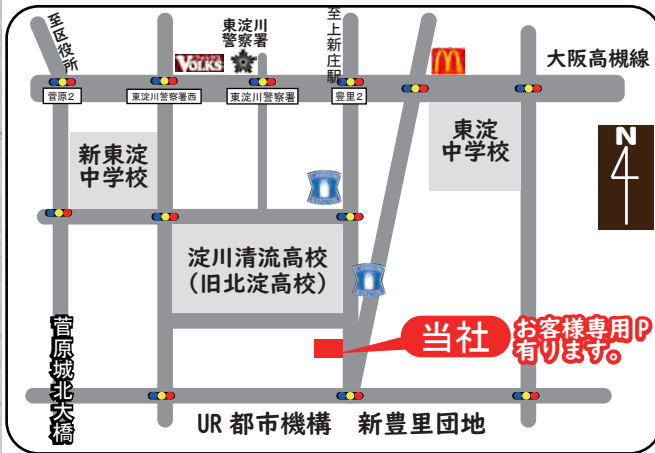 至区役所
東淀川
警察署
至上新庄駅
VOLKS
大阪高槻線
菅原2
東淀川警察署西
東淀川警察署
豊里2
新東淀
中学校
東淀
中学校
N
淀川清流高校
(旧北淀高校)
当社
お客様専用P
有ります。
菅原城北大橋
UR 都市機構 新豊里団地